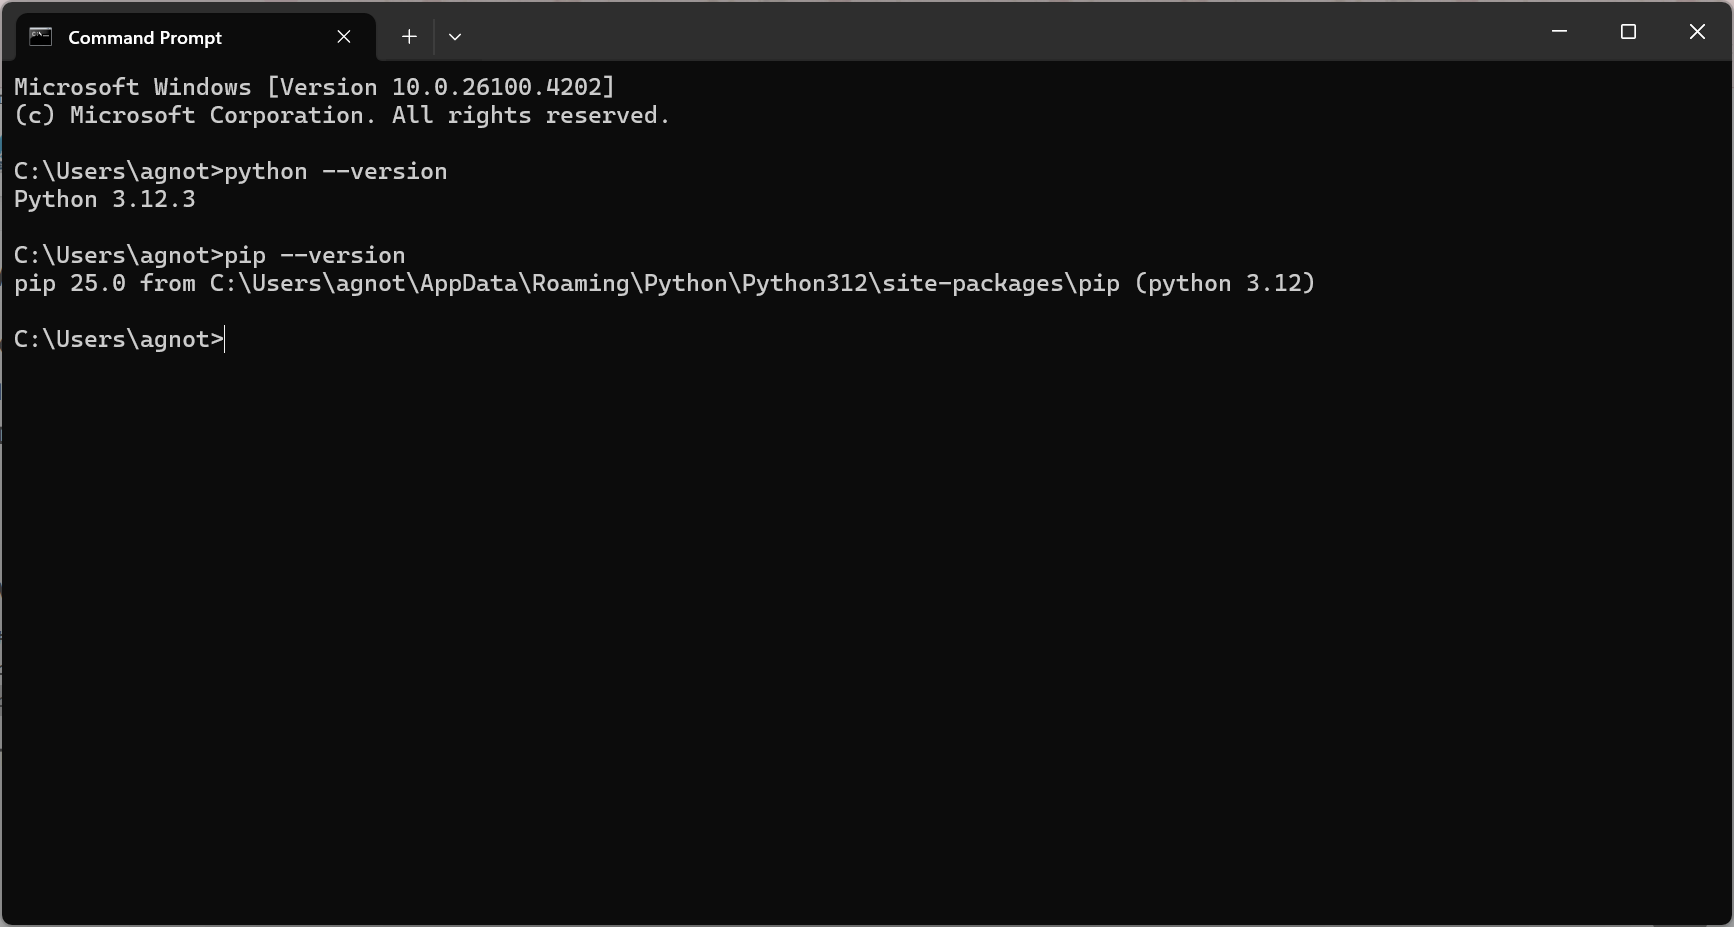 Command Prompt
Microsoft Windows [Version 10.0.26100.4202]
(c) Microsoft Corporation. All rights reserved.
C:\Users\agnot>python --version
Python 3.12.3
C:\Users\agnot>pip --version
pip 25.0 from C:\Users\agnot\AppData\Roaming\Python\Python312\site-packages\pip (python 3.12)
C:\Users\agnot>